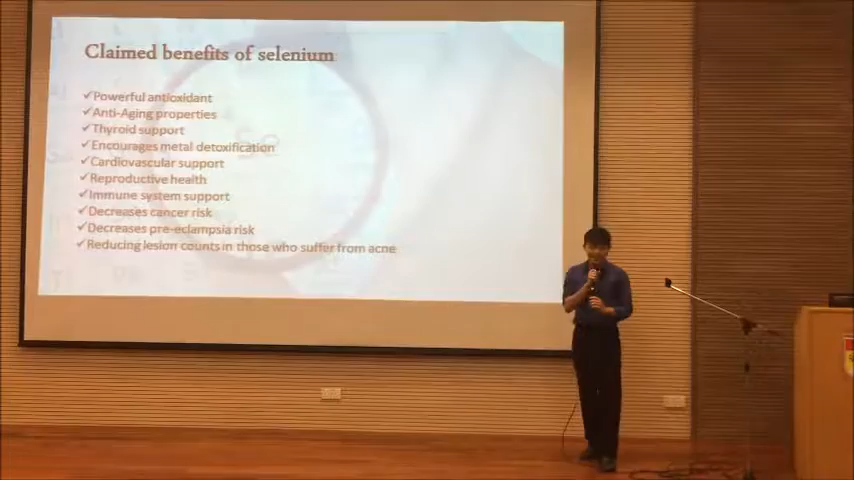 Claimed benefits of selenium
✓Powerful antioxidant
✓Anti-Aging properties
✓Thyroid support
✓Encourages metal detoxification
✓Cardiovascular support
✓Reproductive health
✓Immune system support
✓Decreases cancer risk
✓Decreases pre-eclampsia risk
✓Reducing lesion counts in those who suffer from acne